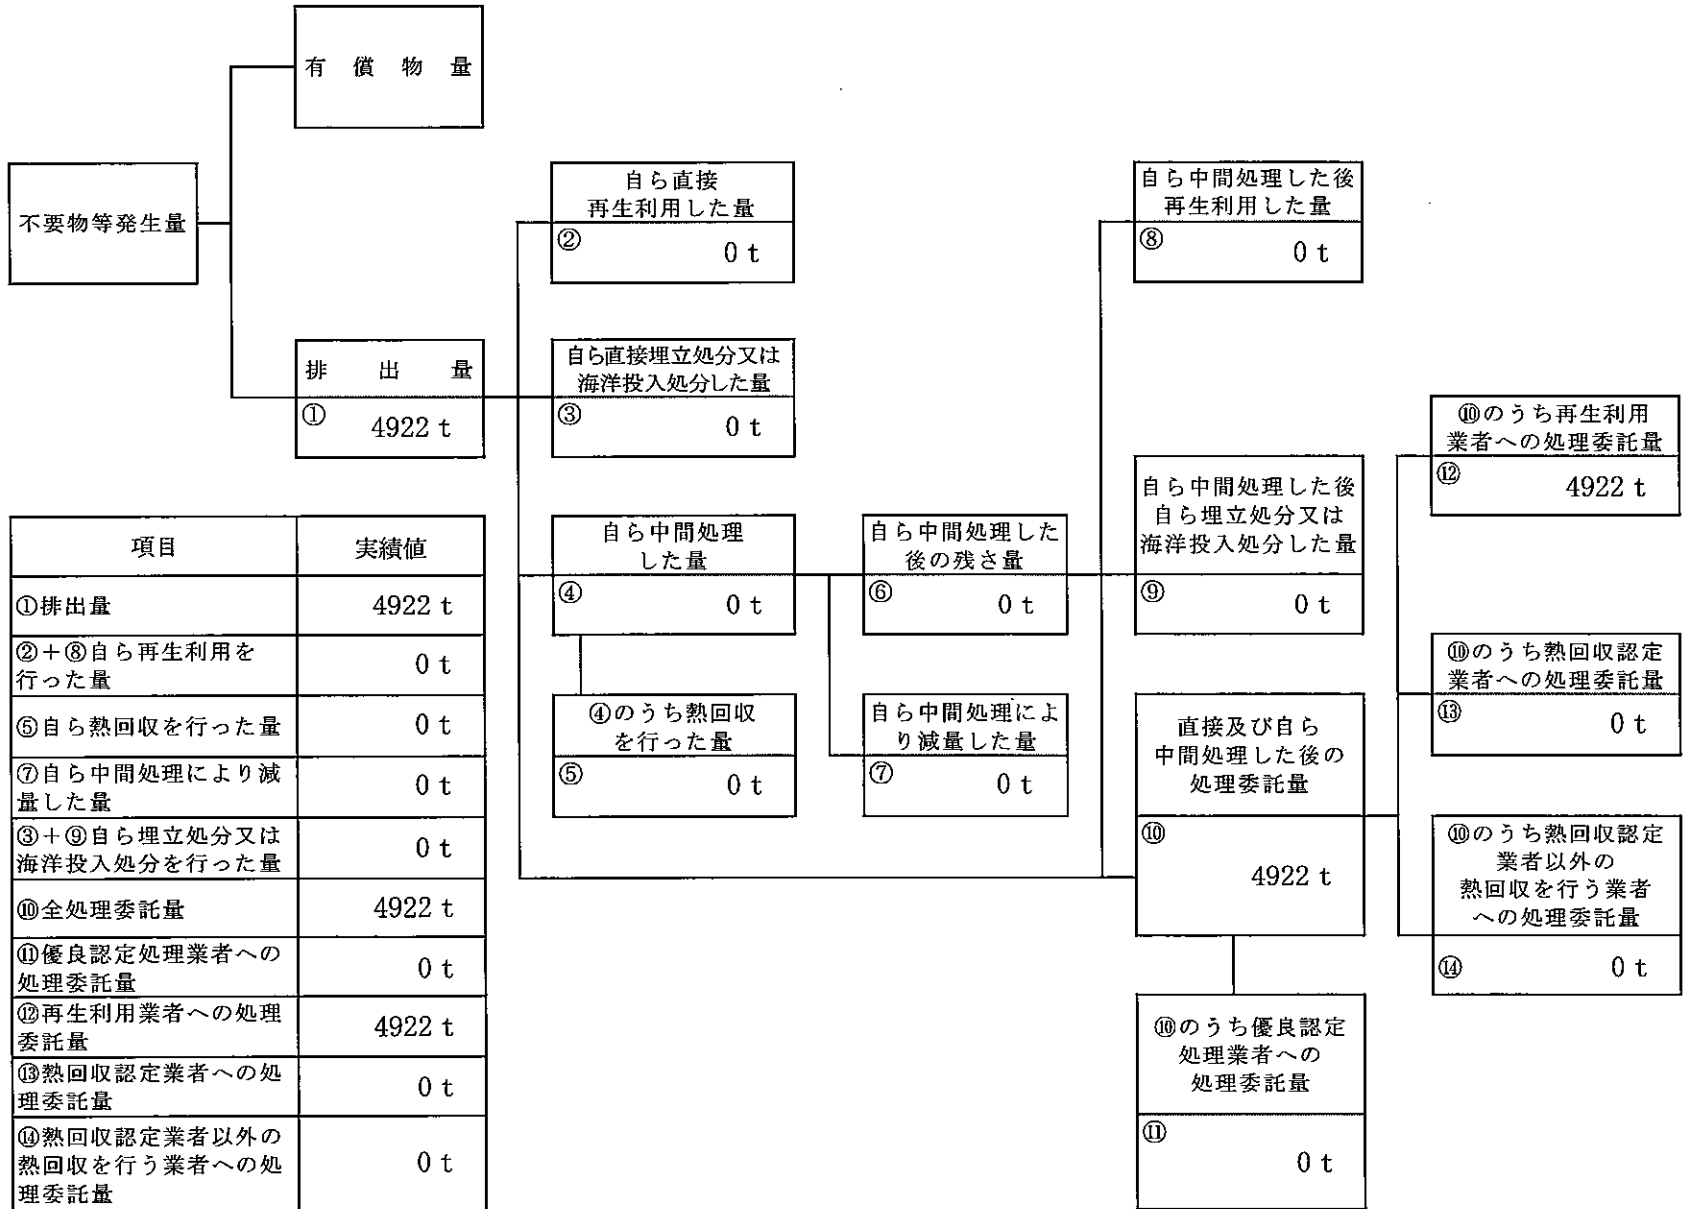 有償物量
不要物等発生量
排出量
① 4922 t
自ら直接
再生利用した量
② 0 t
自ら直接埋立処分又は
海洋投入処分した量
③ 0 t
自ら中間処理
した量
④ 0 t
④のうち熱回収
を行った量
⑤ 0 t
自ら中間処理した
後の残さ量
⑥ 0 t
自ら中間処理によ
り減量した量
⑦ 0 t
自ら中間処理した後
再生利用した量
⑧ 0 t
自ら中間処理した後
自ら埋立処分又は
海洋投入処分した量
⑨ 0 t
直接及び自ら
中間処理した後の
処理委託量
⑩
4922 t
⑩のうち優良認定
処理業者への
処理委託量
⑪
0 t
⑩のうち再生利用
業者への処理委託量
⑫ 4922 t
⑩のうち熱回収認定
業者への処理委託量
⑬ 0 t
⑩のうち熱回収認定
業者以外の
熱回収を行う業者
への処理委託量
⑭ 0 t
項目 実績値
①排出量 4922 t
②+⑧自ら再生利用を
行った量 0 t
⑤自ら熱回収を行った量 0 t
⑦自ら中間処理により減
量した量 0 t
③+⑨自ら埋立処分又は
海洋投入処分を行った量 0 t
⑩全処理委託量 4922 t
⑪優良認定処理業者への
処理委託量 0 t
⑫再生利用業者への処理
委託量 4922 t
⑬熱回収認定業者への処
理委託量 0 t
⑭熱回収認定業者以外の
熱回収を行う業者への処
理委託量 0 t